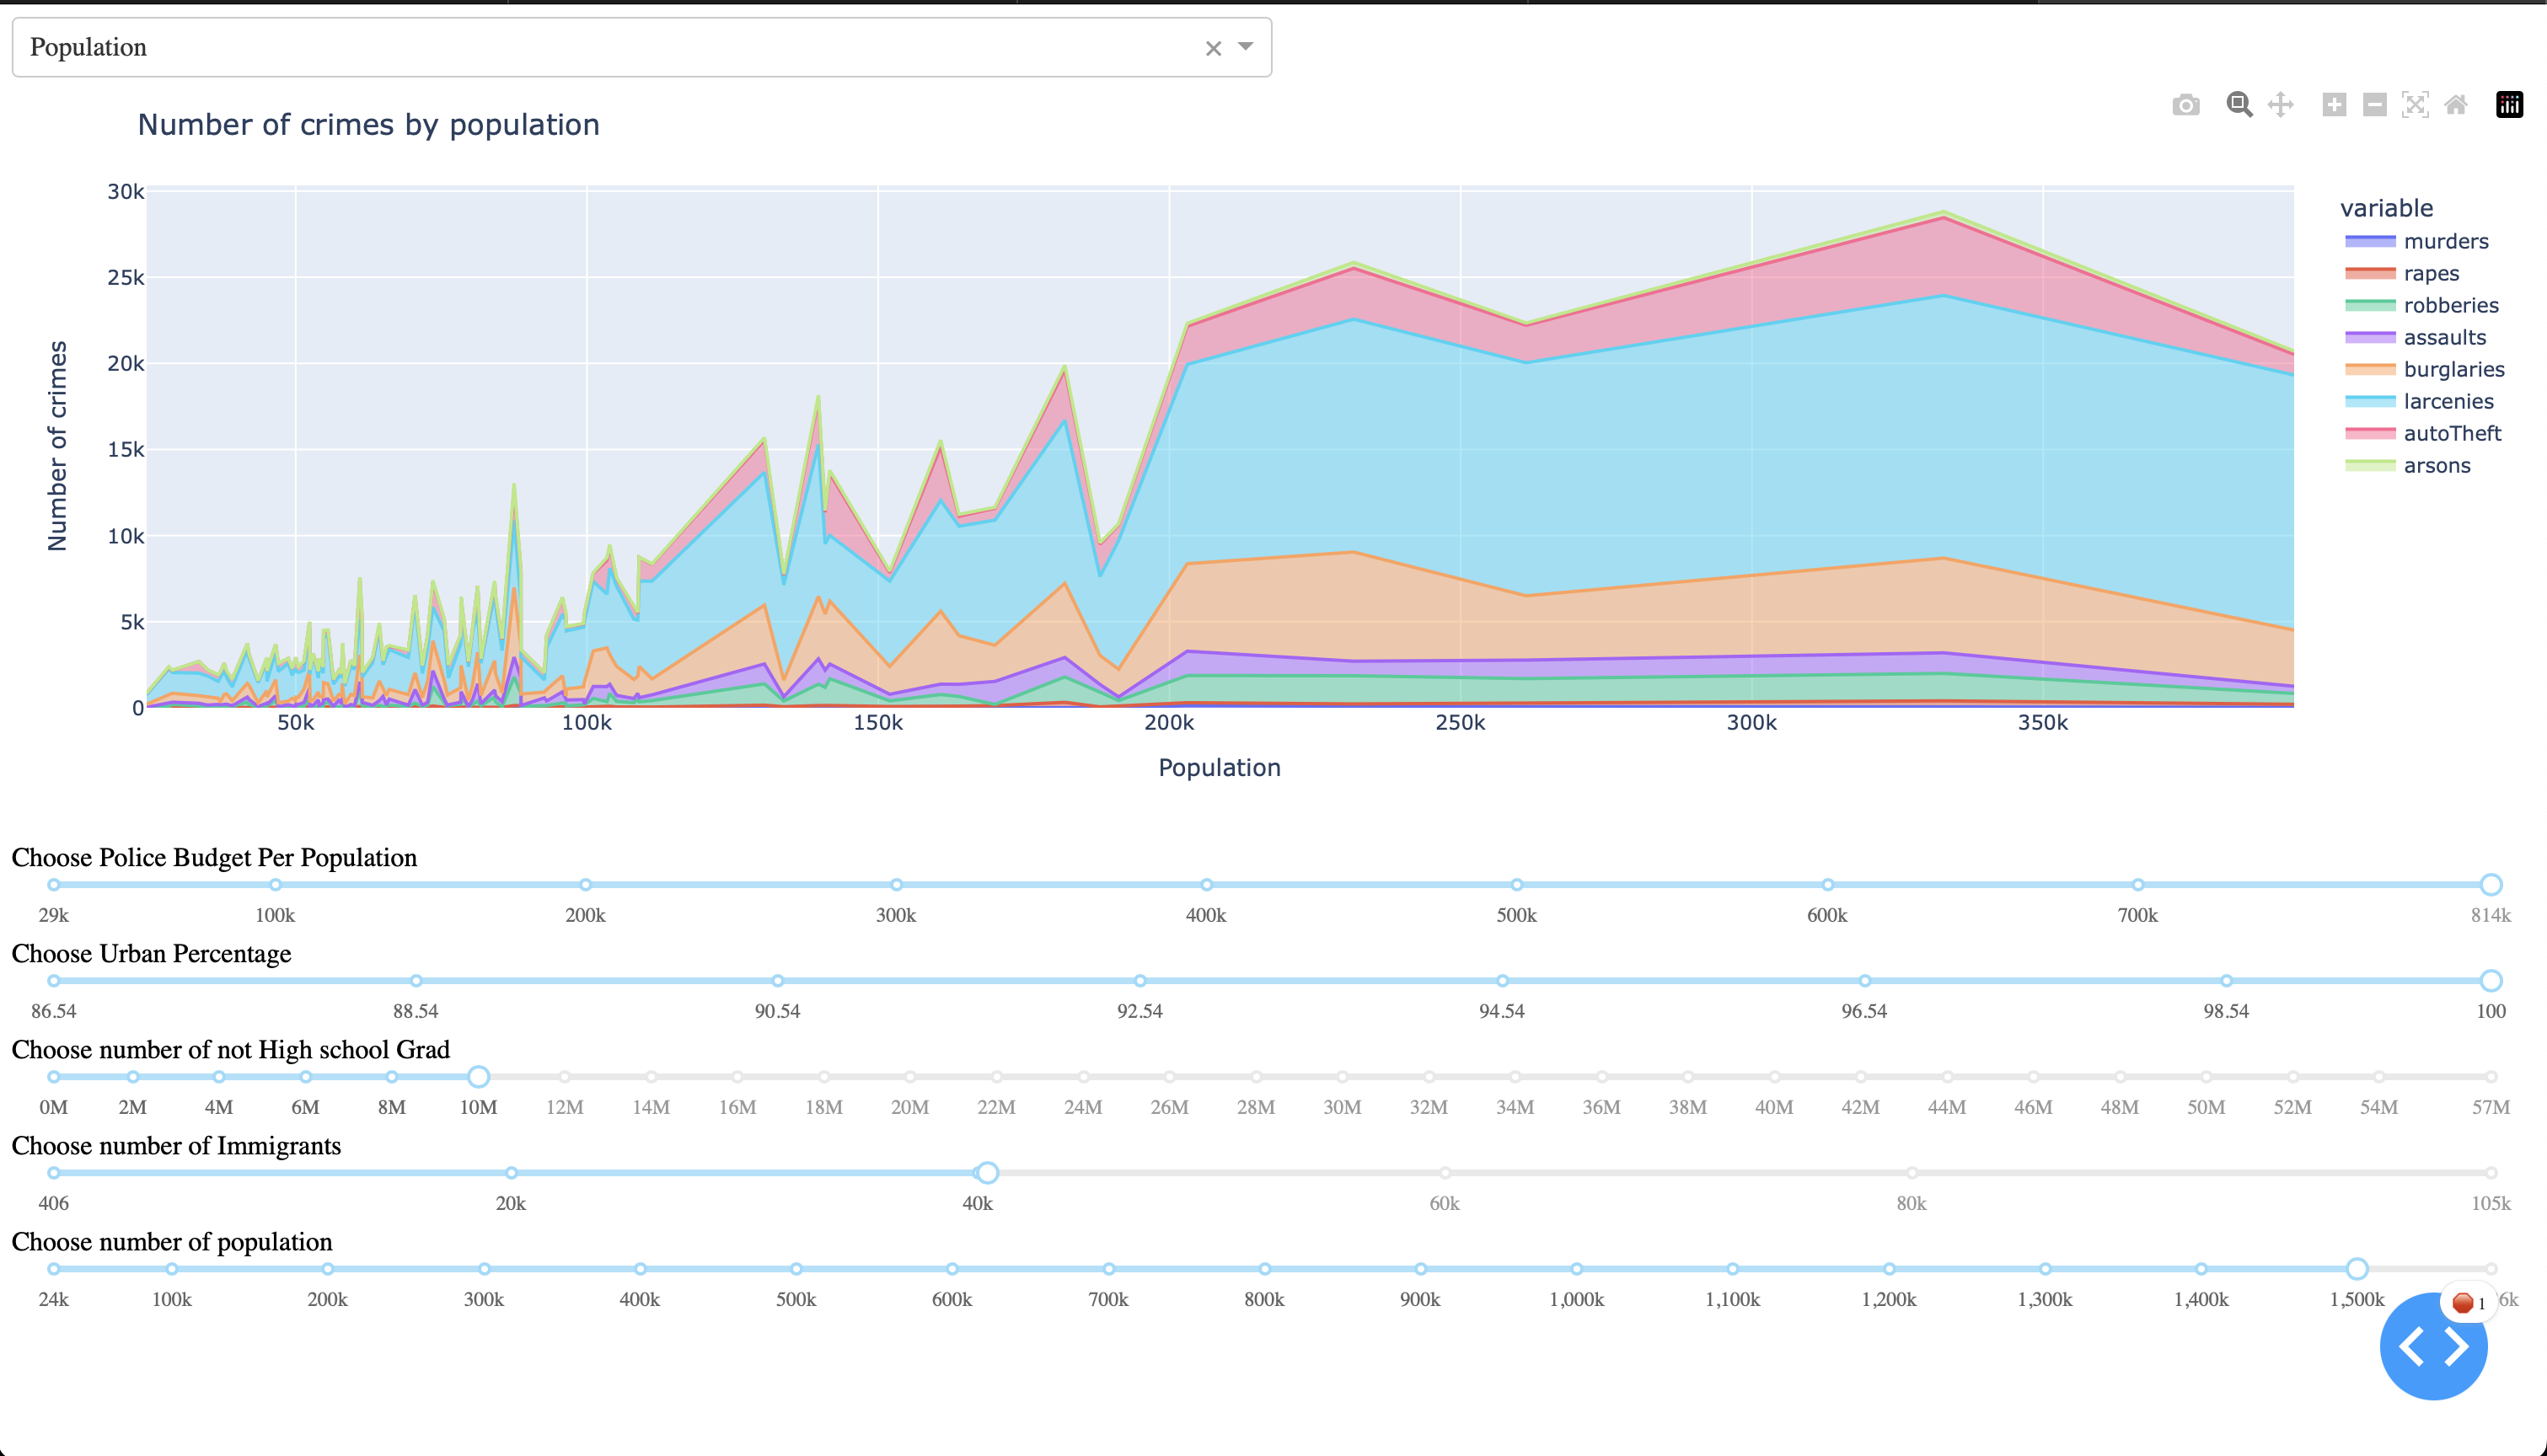 Population
Number of crimes by population
30k
25k
20k
15k
10k
5k
0
Number of crimes
50k 100k 150k 200k 250k 300k 350k
Population
variable
murders
rapes
robberies
assaults
burglaries
larcenies
autoTheft
arsons
Choose Police Budget Per Population
29k 100k 200k 300k 400k 500k 600k 700k 814k
Choose Urban Percentage
86.54 88.54 90.54 92.54 94.54 96.54 98.54 100
Choose number of not High school Grad
0M 2M 4M 6M 8M 10M 12M 14M 16M 18M 20M 22M 24M 26M 28M 30M 32M 34M 36M 38M 40M 42M 44M 46M 48M 50M 52M 54M 57M
Choose number of Immigrants
406 20k 40k 60k 80k 105k
Choose number of population
24k 100k 200k 300k 400k 500k 600k 700k 800k 900k 1,000k 1,100k 1,200k 1,300k 1,400k 1,500k
1